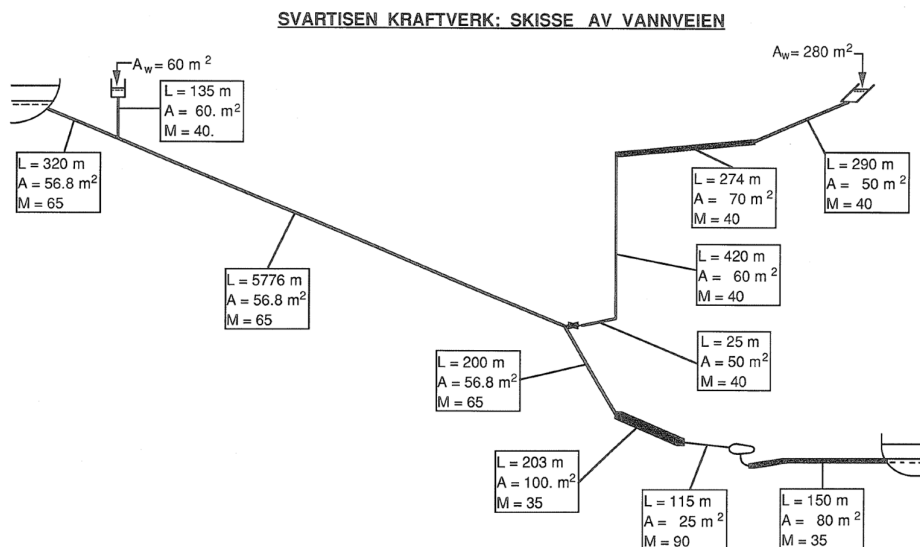 SVARTISEN KRAFTVERK: SKISSE AV VANNVEIEN
Aw = 60 m²
Aw = 280 m²
L = 135 m
A = 60. m²
M = 40.
L = 320 m
A = 56.8 m²
M = 65
L = 290 m
A = 50 m²
M = 40
L = 274 m
A = 70 m²
M = 40
L = 5776 m
A = 56.8 m²
M = 65
L = 420 m
A = 60 m²
M = 40
L = 200 m
A = 56.8 m²
M = 65
L = 25 m
A = 50 m²
M = 40
L = 203 m
A = 100. m²
M = 35
L = 115 m
A = 25 m²
M = 90
L = 150 m
A = 80 m²
M = 35